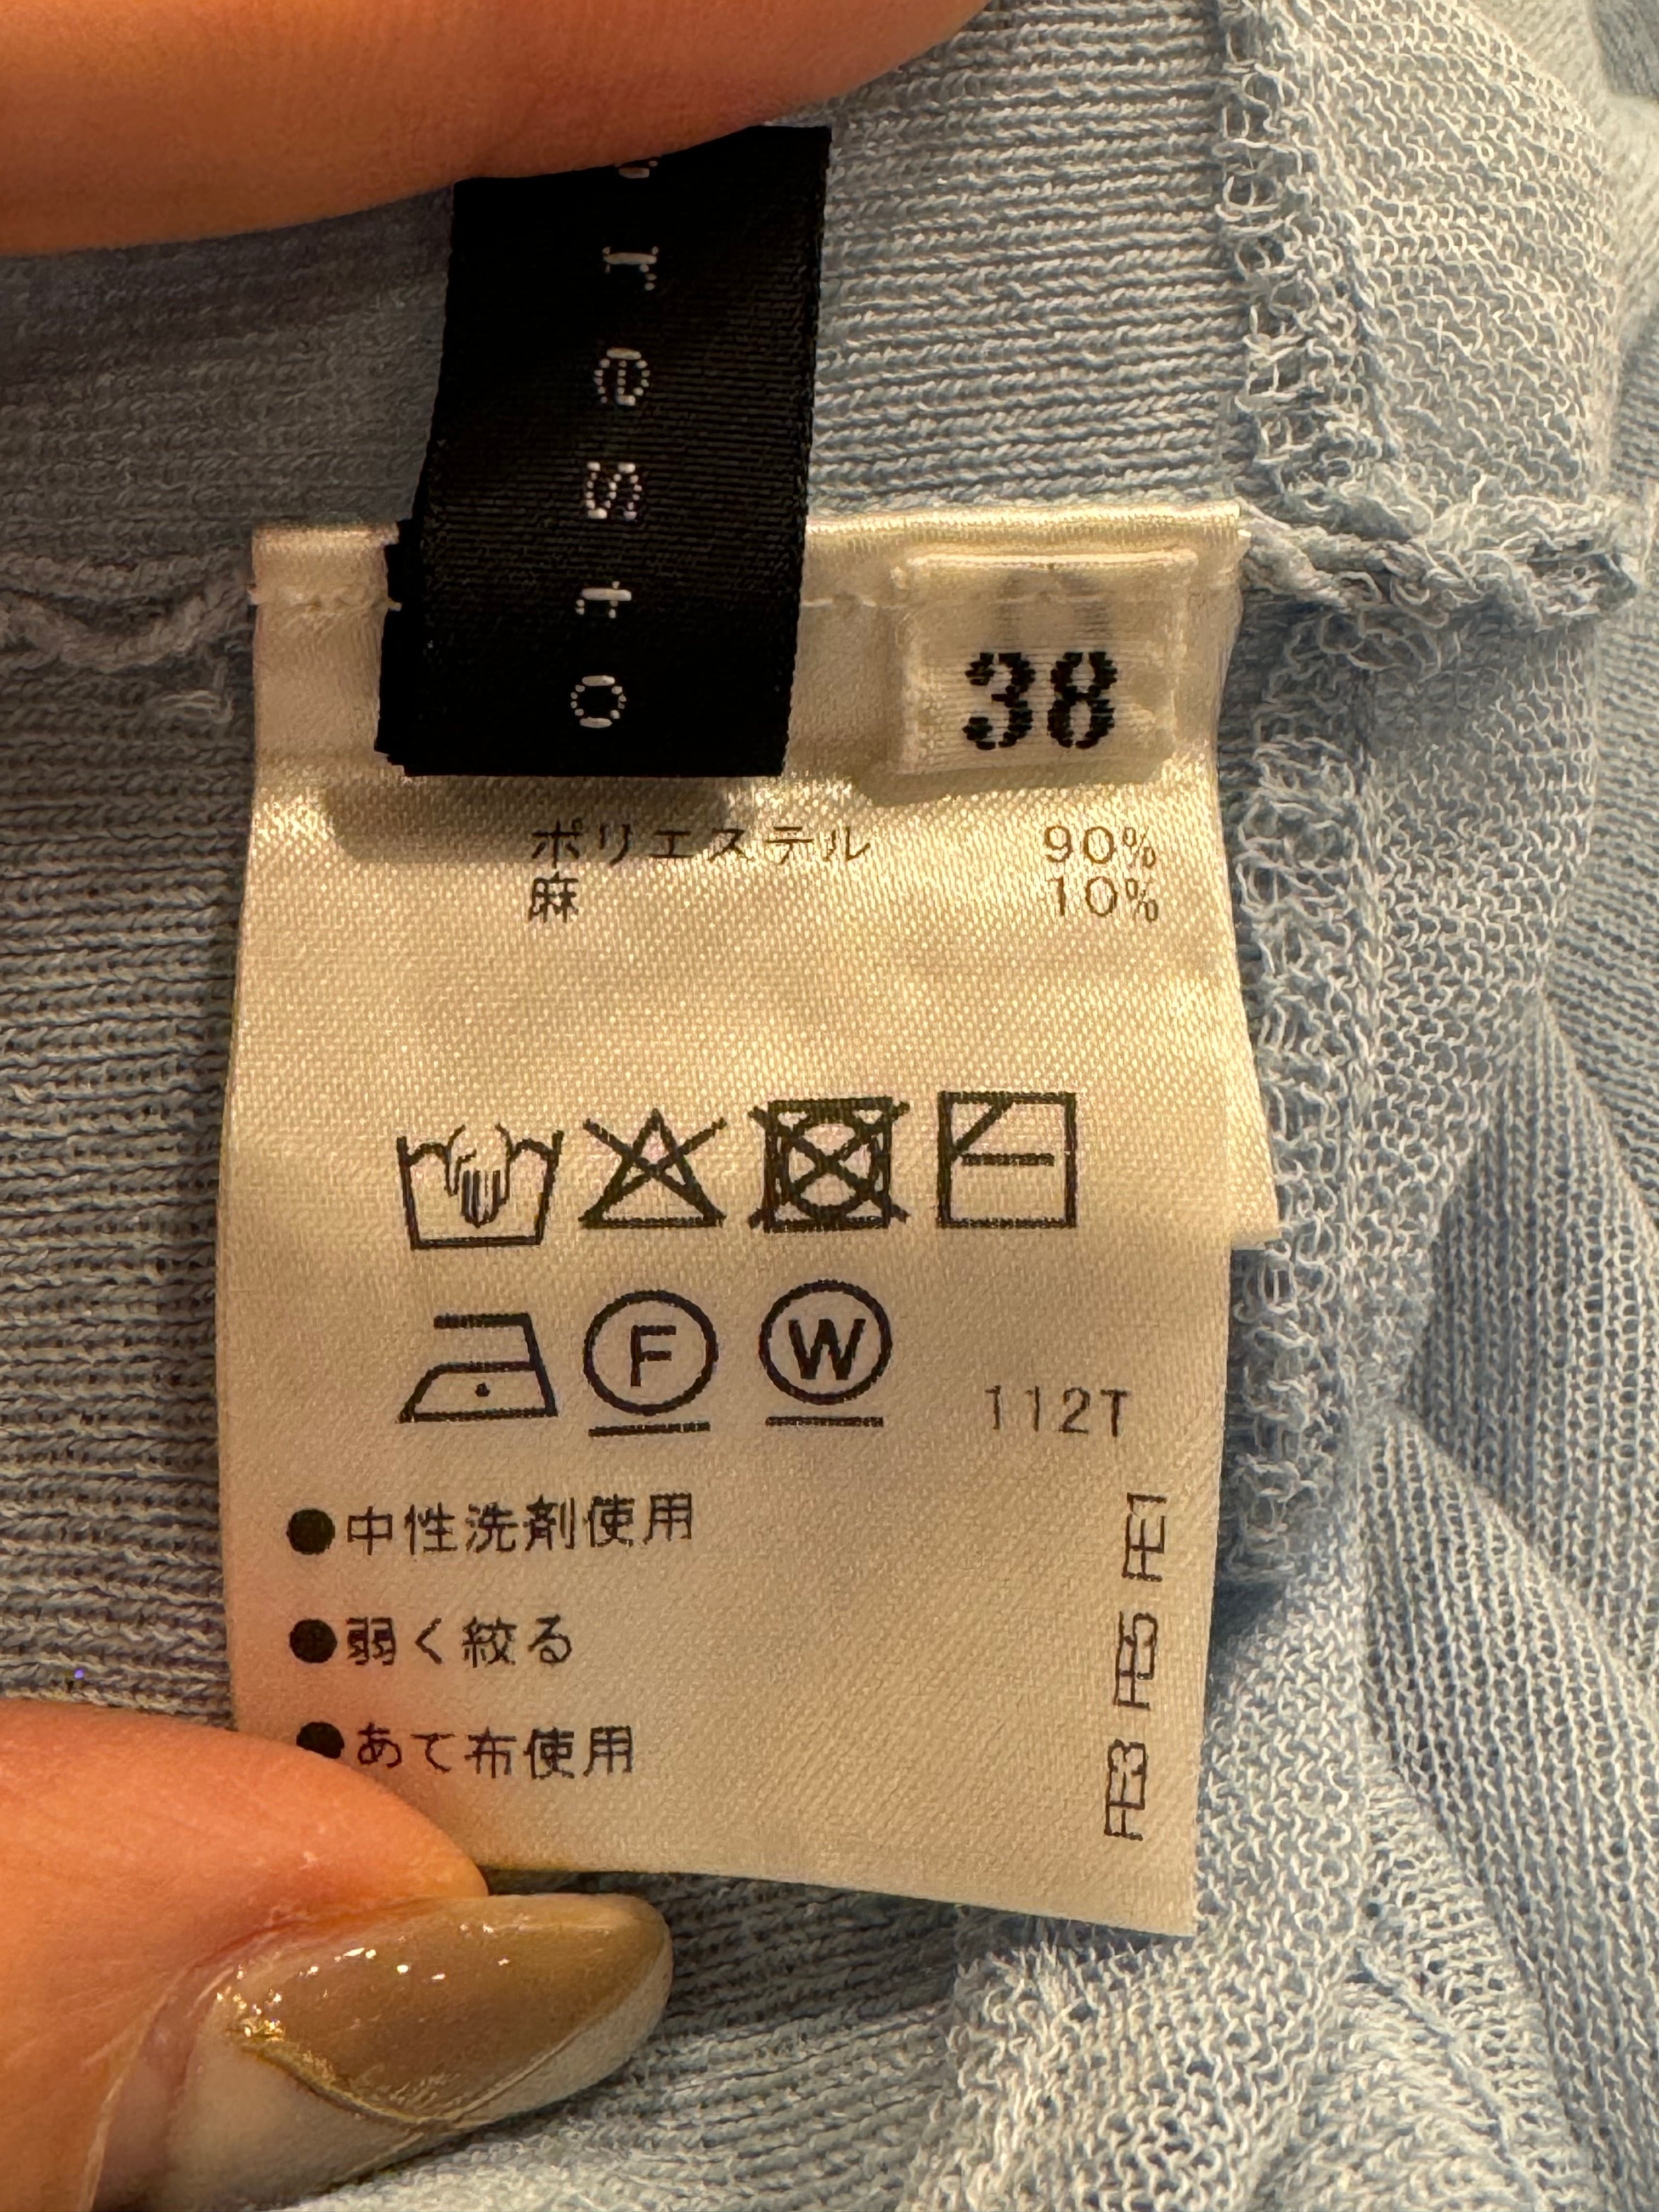 resto
38
ポリエステル 90%
麻 10%
F W
112T
●中性洗剤使用
●弱く絞る
●あて布使用